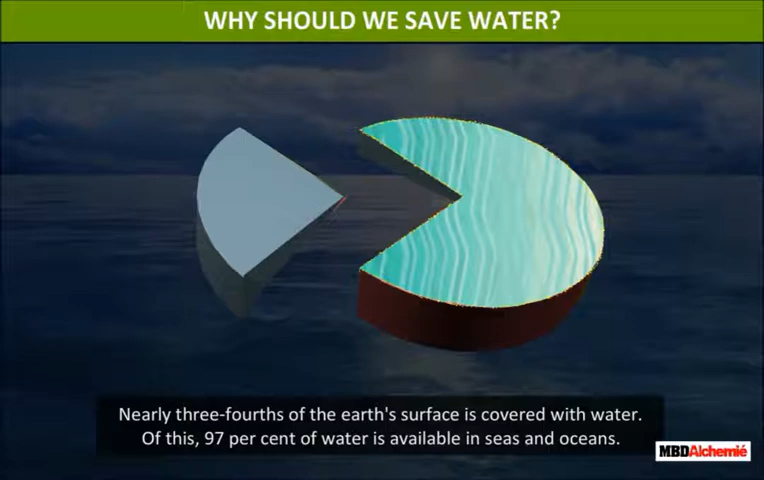 WHY SHOULD WE SAVE WATER?
Nearly three-fourths of the earth's surface is covered with water.
Of this, 97 per cent of water is available in seas and oceans.
MBDAlchemié